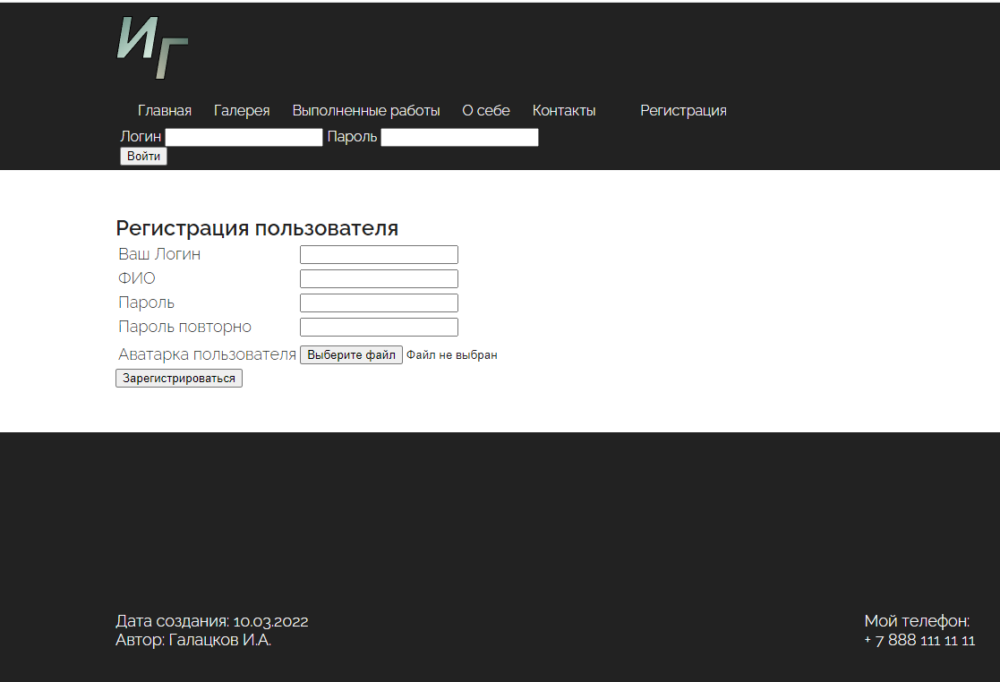 ИГ
Главная Галерея Выполненные работы О себе Контакты Регистрация
Логин Пароль
Войти
Регистрация пользователя
Ваш Логин
ФИО
Пароль
Пароль повторно
Аватарка пользователя Выберите файл Файл не выбран
Зарегистрироваться
Дата создания: 10.03.2022 Мой телефон:
Автор: Галацков И.А. + 7 888 111 11 11